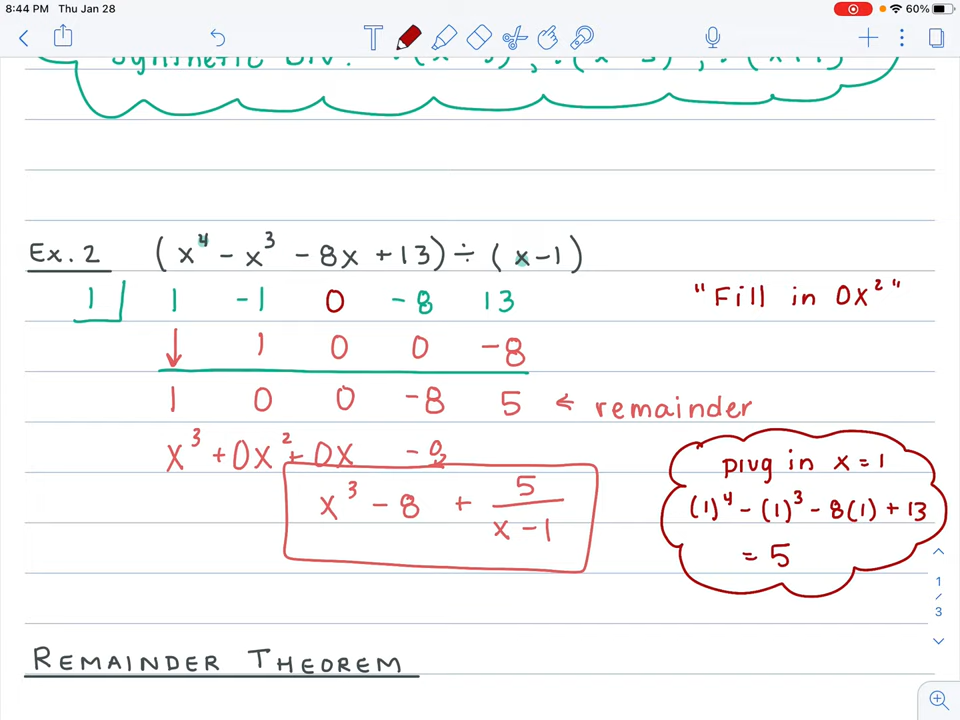 8:44 PM Thu Jan 28
60%
Synthetic Div.
Ex. 2 (x⁴ - x³ - 8x + 13) ÷ (x - 1)
1 1 -1 0 -8 13
"Fill in 0x²"
↓ 1 0 0 -8
1 0 0 -8 5 ← remainder
x³ + 0x² + 0x - 8
x³ - 8 + 5/(x - 1)
plug in x = 1
(1)⁴ - (1)³ - 8(1) + 13
= 5
REMAINDER THEOREM
1
/
3